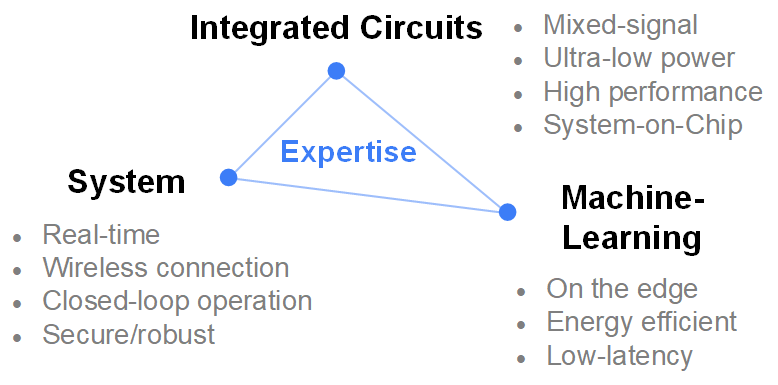 Integrated Circuits
• Mixed-signal
• Ultra-low power
• High performance
• System-on-Chip
Expertise
System
• Real-time
• Wireless connection
• Closed-loop operation
• Secure/robust
Machine-
Learning
• On the edge
• Energy efficient
• Low-latency